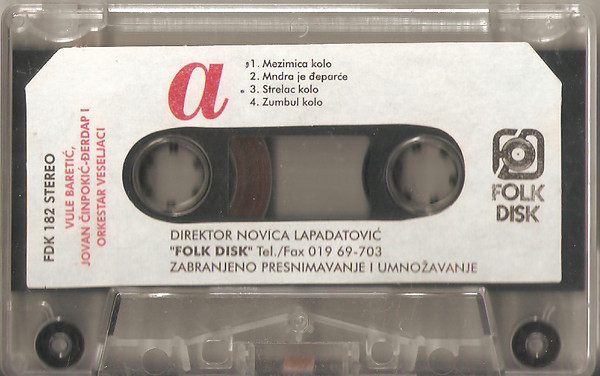 a
1. Mezimica kolo
2. Mndra je đeparće
3. Strelac kolo
4. Zumbul kolo
FDK 182 STEREO
VULE BARETIĆ,
JOVAN ČINPOKIĆ-ĐERDAP I
ORKESTAR VESELJACI
FOLK
DISK
DIREKTOR NOVICA LAPADATOVIĆ
"FOLK DISK" Tel./Fax 019 69-703
ZABRANJENO PRESNIMAVANJE I UMNOŽAVANJE